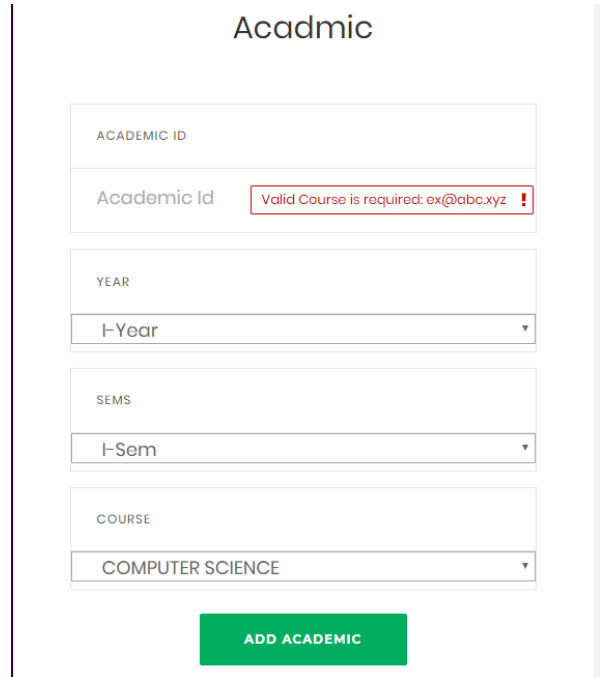 Acadmic
ACADEMIC ID
Academic Id Valid Course is required: ex@abc.xyz !
YEAR
I-Year
SEMS
I-Sem
COURSE
COMPUTER SCIENCE
ADD ACADEMIC